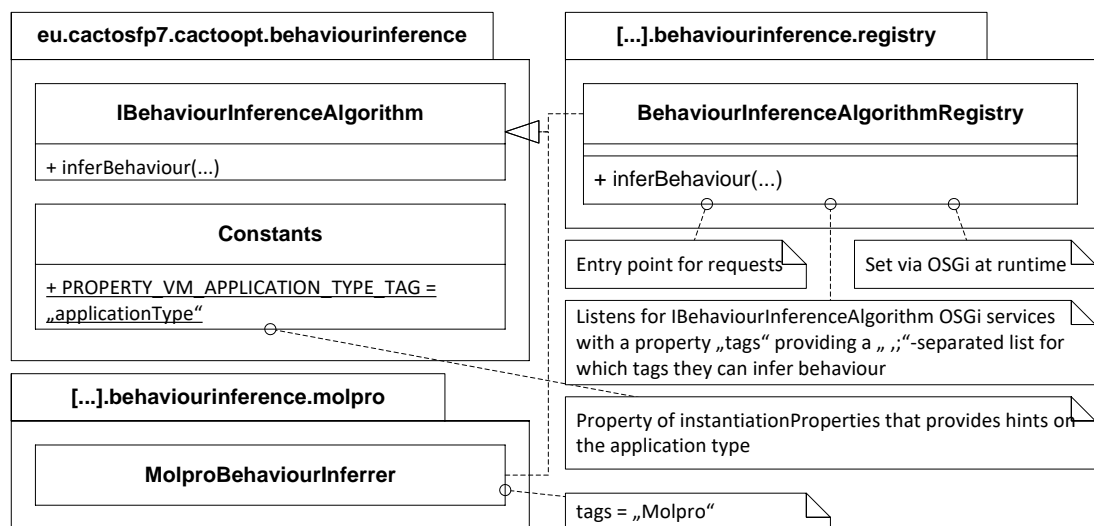 eu.cactosfp7.cactoopt.behaviourinference
IBehaviourInferenceAlgorithm
+ inferBehaviour(...)
Constants
+ PROPERTY_VM_APPLICATION_TYPE_TAG =
„applicationType“
[...].behaviourinference.registry
BehaviourInferenceAlgorithmRegistry
+ inferBehaviour(...)
Entry point for requests
Set via OSGi at runtime
Listens for IBehaviourInferenceAlgorithm OSGi services
with a property „tags“ providing a „ ,;“-separated list for
which tags they can infer behaviour
Property of instantiationProperties that provides hints on
the application type
[...].behaviourinference.molpro
MolproBehaviourInferrer
tags = „Molpro“